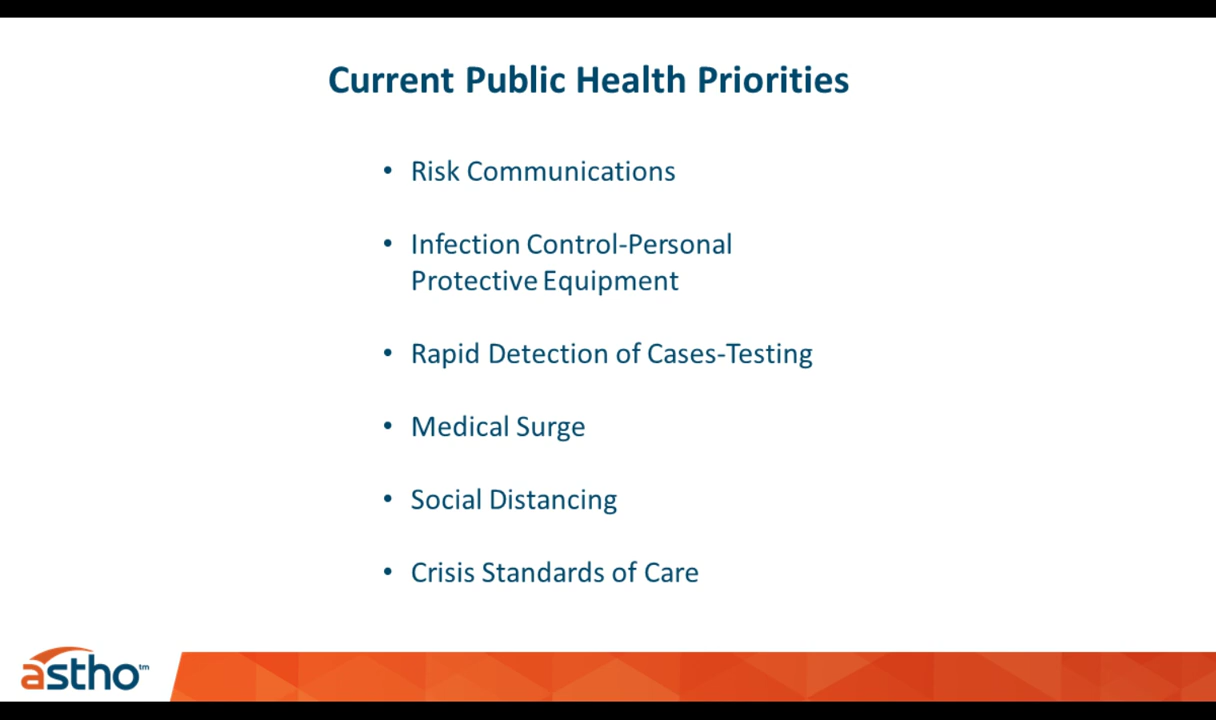 Current Public Health Priorities
• Risk Communications
• Infection Control-Personal
Protective Equipment
• Rapid Detection of Cases-Testing
• Medical Surge
• Social Distancing
• Crisis Standards of Care
astho™